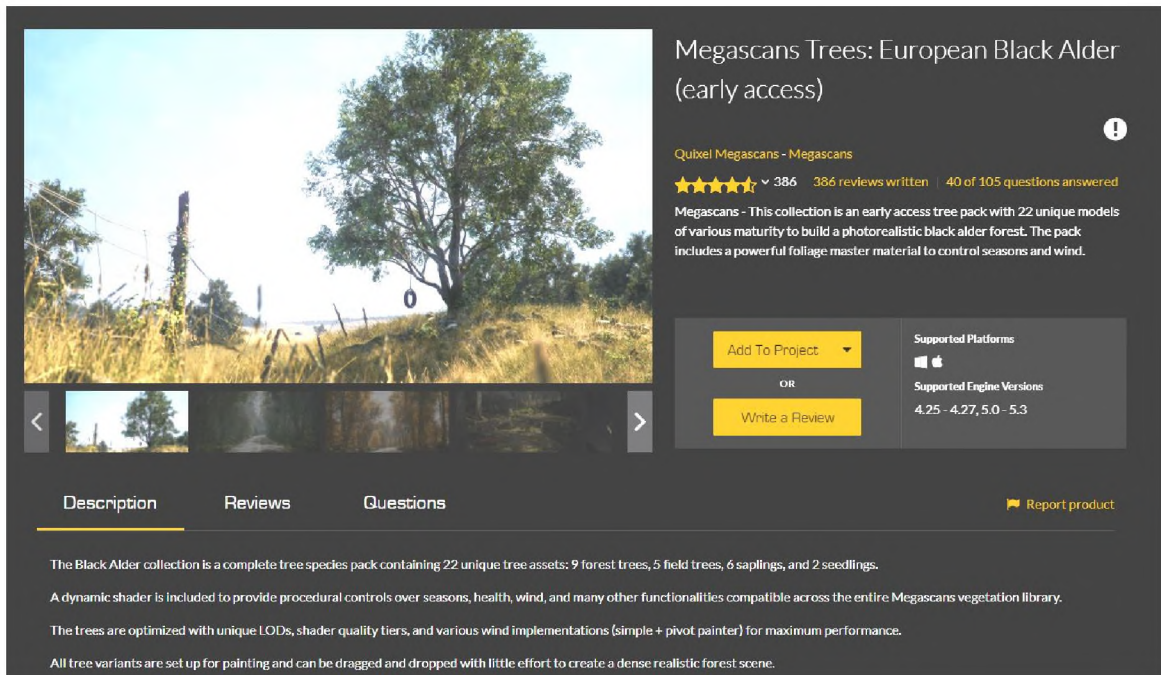 Megascans Trees: European Black Alder
(early access)
Quixel Megascans - Megascans
386 386 reviews written | 40 of 105 questions answered
Megascans - This collection is an early access tree pack with 22 unique models
of various maturity to build a photorealistic black alder forest. The pack
includes a powerful foliage master material to control seasons and wind.
Add To Project
OR
Write a Review
Supported Platforms
Supported Engine Versions
4.25 - 4.27, 5.0 - 5.3
Description Reviews Questions
Report product
The Black Alder collection is a complete tree species pack containing 22 unique tree assets: 9 forest trees, 5 field trees, 6 saplings, and 2 seedlings.
A dynamic shader is included to provide procedural controls over seasons, health, wind, and many other functionalities compatible across the entire Megascans vegetation library.
The trees are optimized with unique LODs, shader quality tiers, and various wind implementations (simple + pivot painter) for maximum performance.
All tree variants are set up for painting and can be dragged and dropped with little effort to create a dense realistic forest scene.